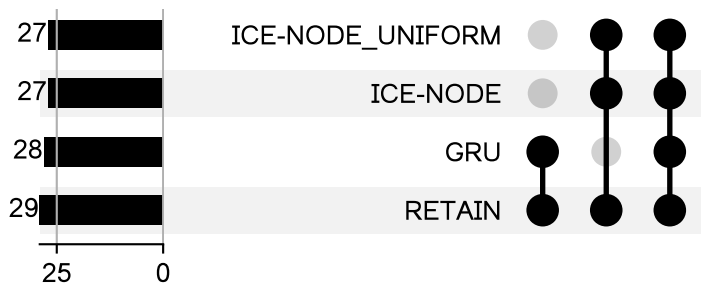 27 ICE-NODE_UNIFORM
27 ICE-NODE
28 GRU
29 RETAIN
25 0